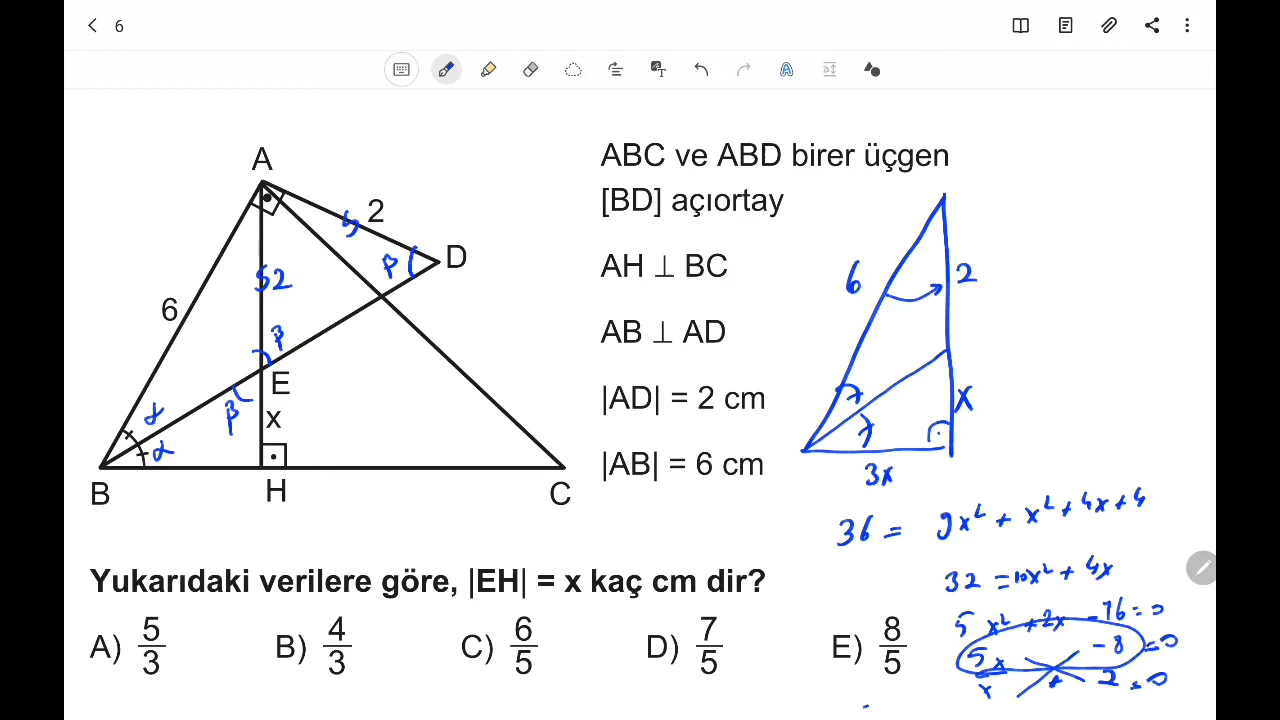 6
A
2
D
β
52
6
β
E
β
x
α
α
B
H
C
ABC ve ABD birer üçgen
[BD] açıortay
AH ⊥ BC
AB ⊥ AD
|AD| = 2 cm
|AB| = 6 cm
6
2
x
3x
36 = 9x² + x² + 4x + 4
32 = 10x² + 4x
5x² + 2x - 16 = 0
5x - 8 = 0
x 2 = 0
Yukarıdaki verilere göre, |EH| = x kaç cm dir?
A) 5/3 B) 4/3 C) 6/5 D) 7/5 E) 8/5